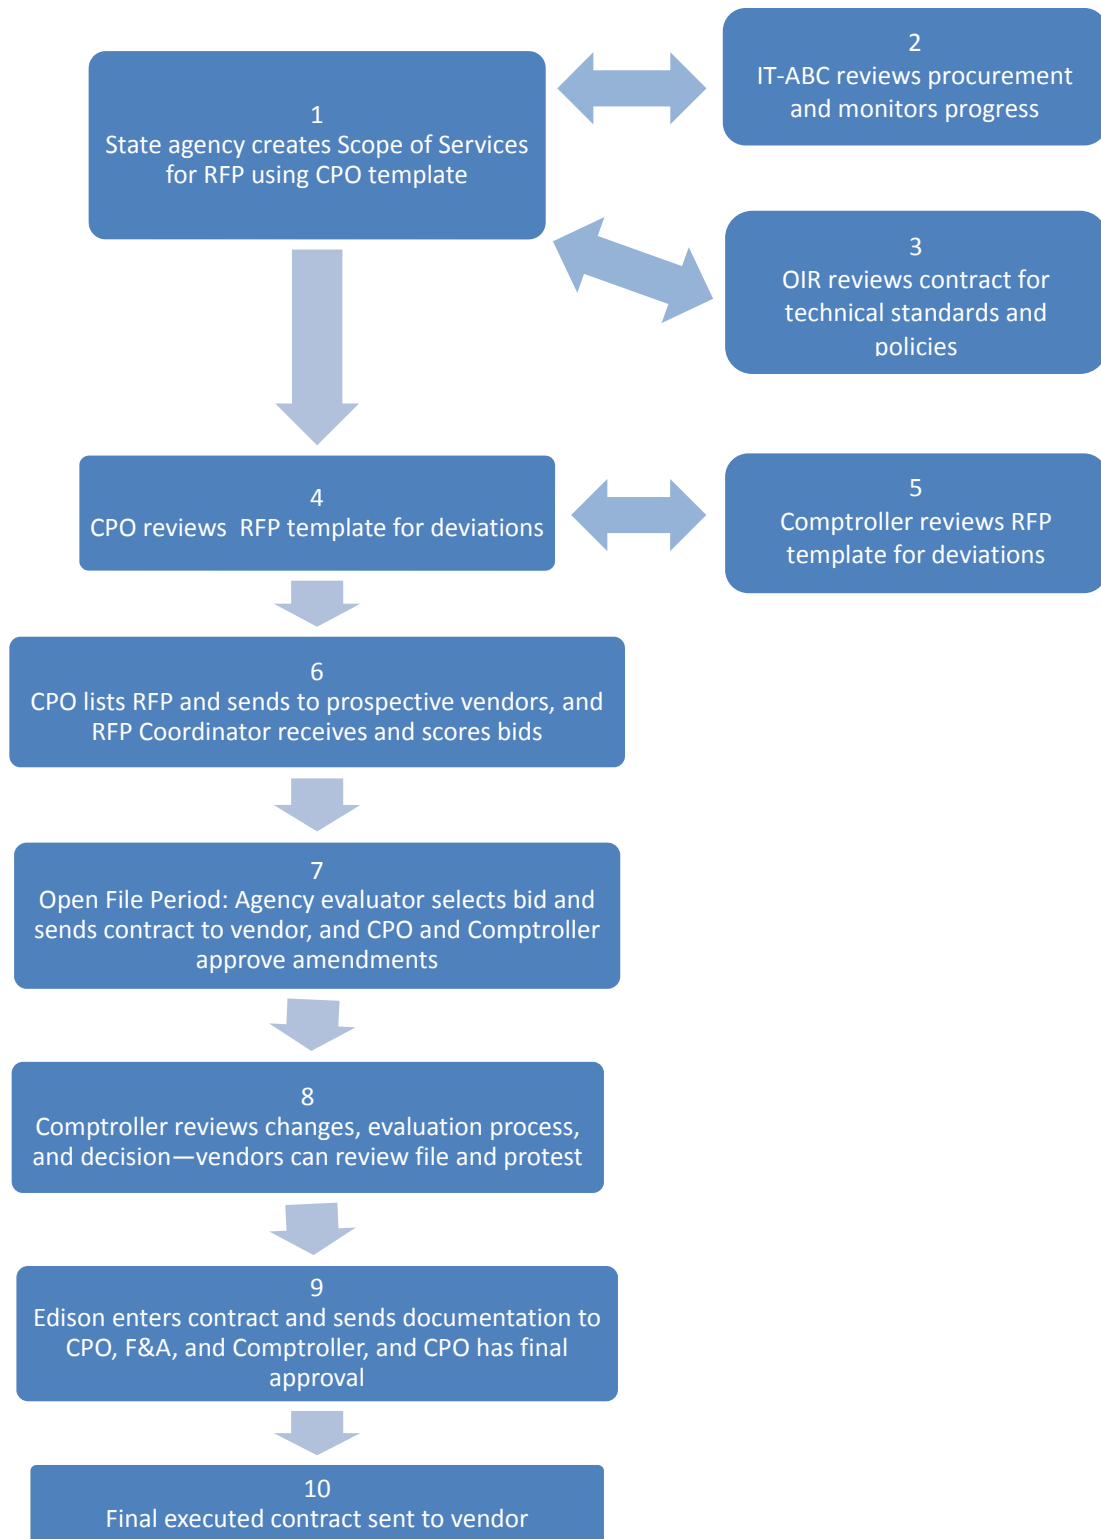 1
State agency creates Scope of Services
for RFP using CPO template
2
IT-ABC reviews procurement
and monitors progress
3
OIR reviews contract for
technical standards and
policies
4
CPO reviews  RFP template for deviations
5
Comptroller reviews RFP
template for deviations
6
CPO lists RFP and sends to prospective vendors, and
RFP Coordinator receives and scores bids
7
Open File Period: Agency evaluator selects bid and
sends contract to vendor, and CPO and Comptroller
approve amendments
8
Comptroller reviews changes, evaluation process,
and decision—vendors can review file and protest
9
Edison enters contract and sends documentation to
CPO, F&A, and Comptroller, and CPO has final
approval
10
Final executed contract sent to vendor